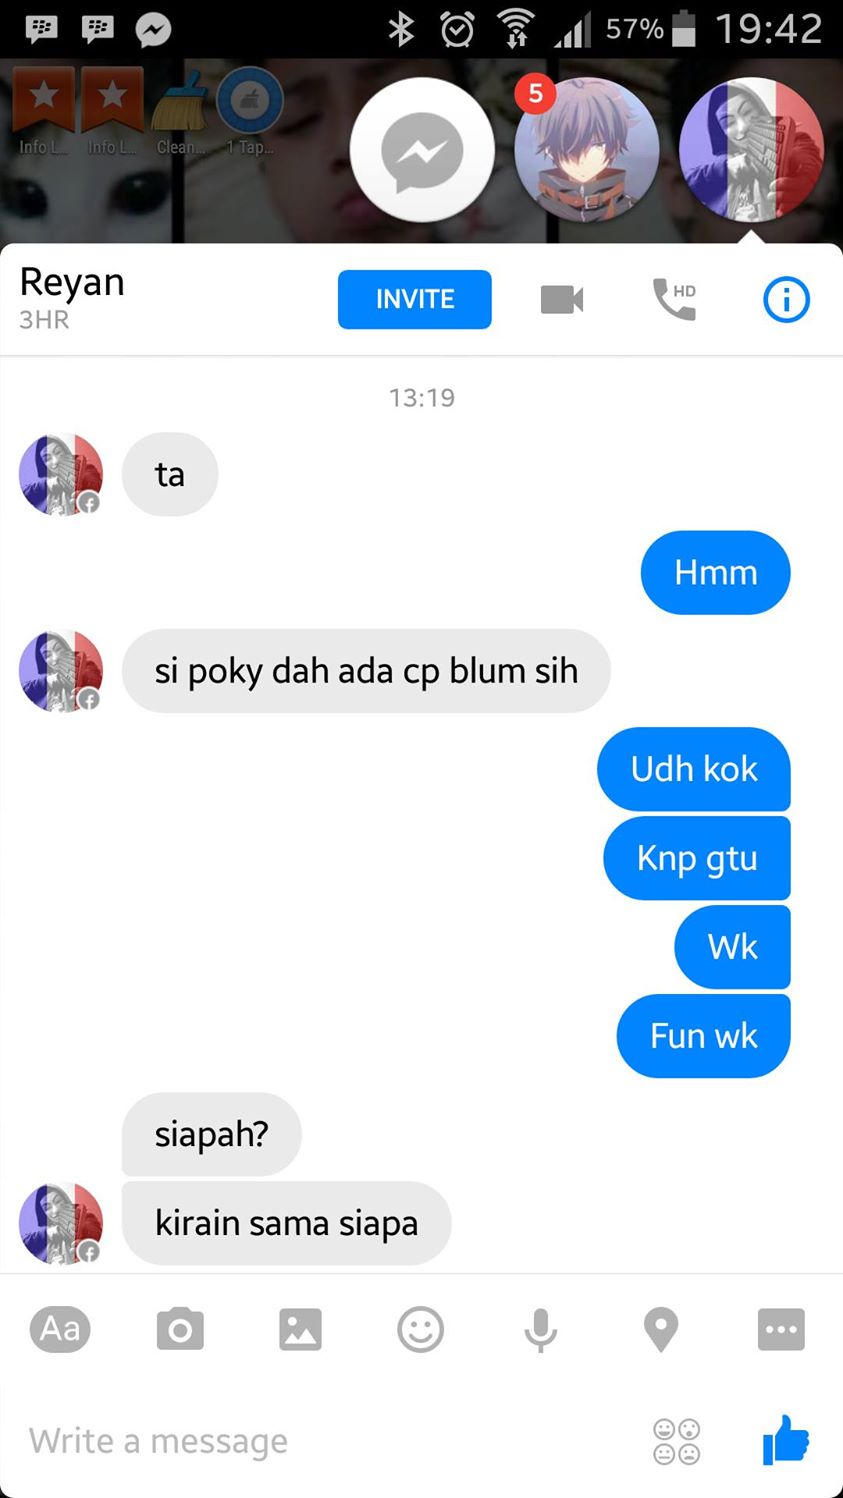 57% 19:42
Info L... Info L... Clean... 1 Tap...
5
Reyan
3HR
INVITE
HD
13:19
ta
Hmm
si poky dah ada cp blum sih
Udh kok
Knp gtu
Wk
Fun wk
siapah?
kirain sama siapa
Aa
Write a message